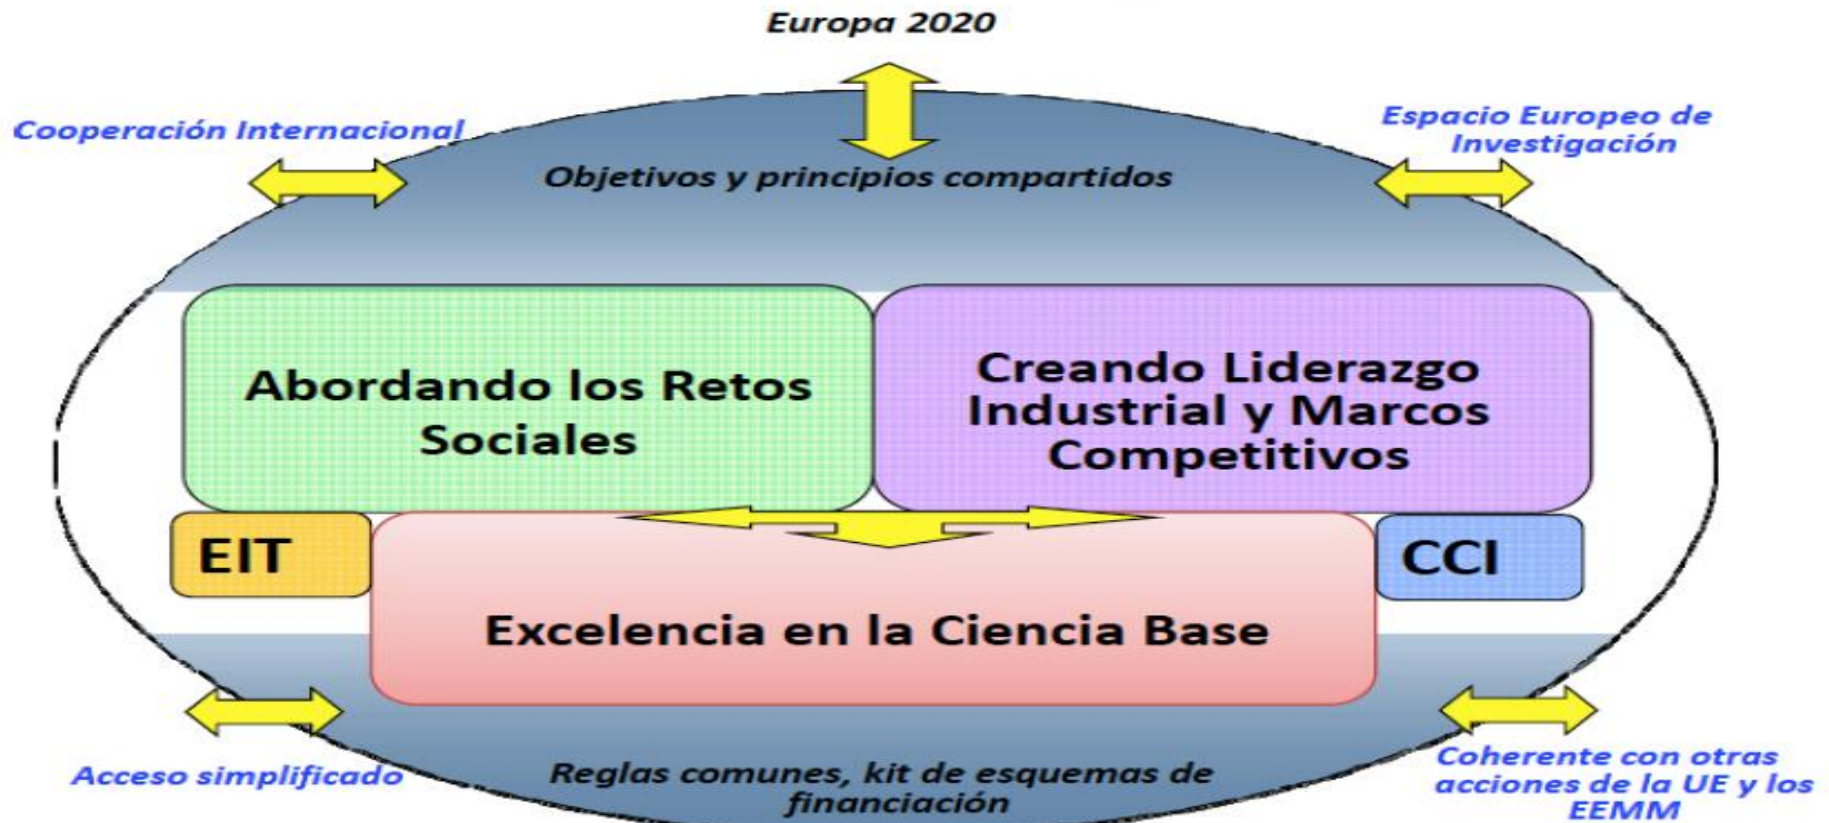 Europa 2020
Cooperación Internacional
Espacio Europeo de
Investigación
Objetivos y principios compartidos
Abordando los Retos
Sociales
Creando Liderazgo
Industrial y Marcos
Competitivos
EIT
CCI
Excelencia en la Ciencia Base
Acceso simplificado
Reglas comunes, kit de esquemas de
financiación
Coherente con otras
acciones de la UE y los
EEMM